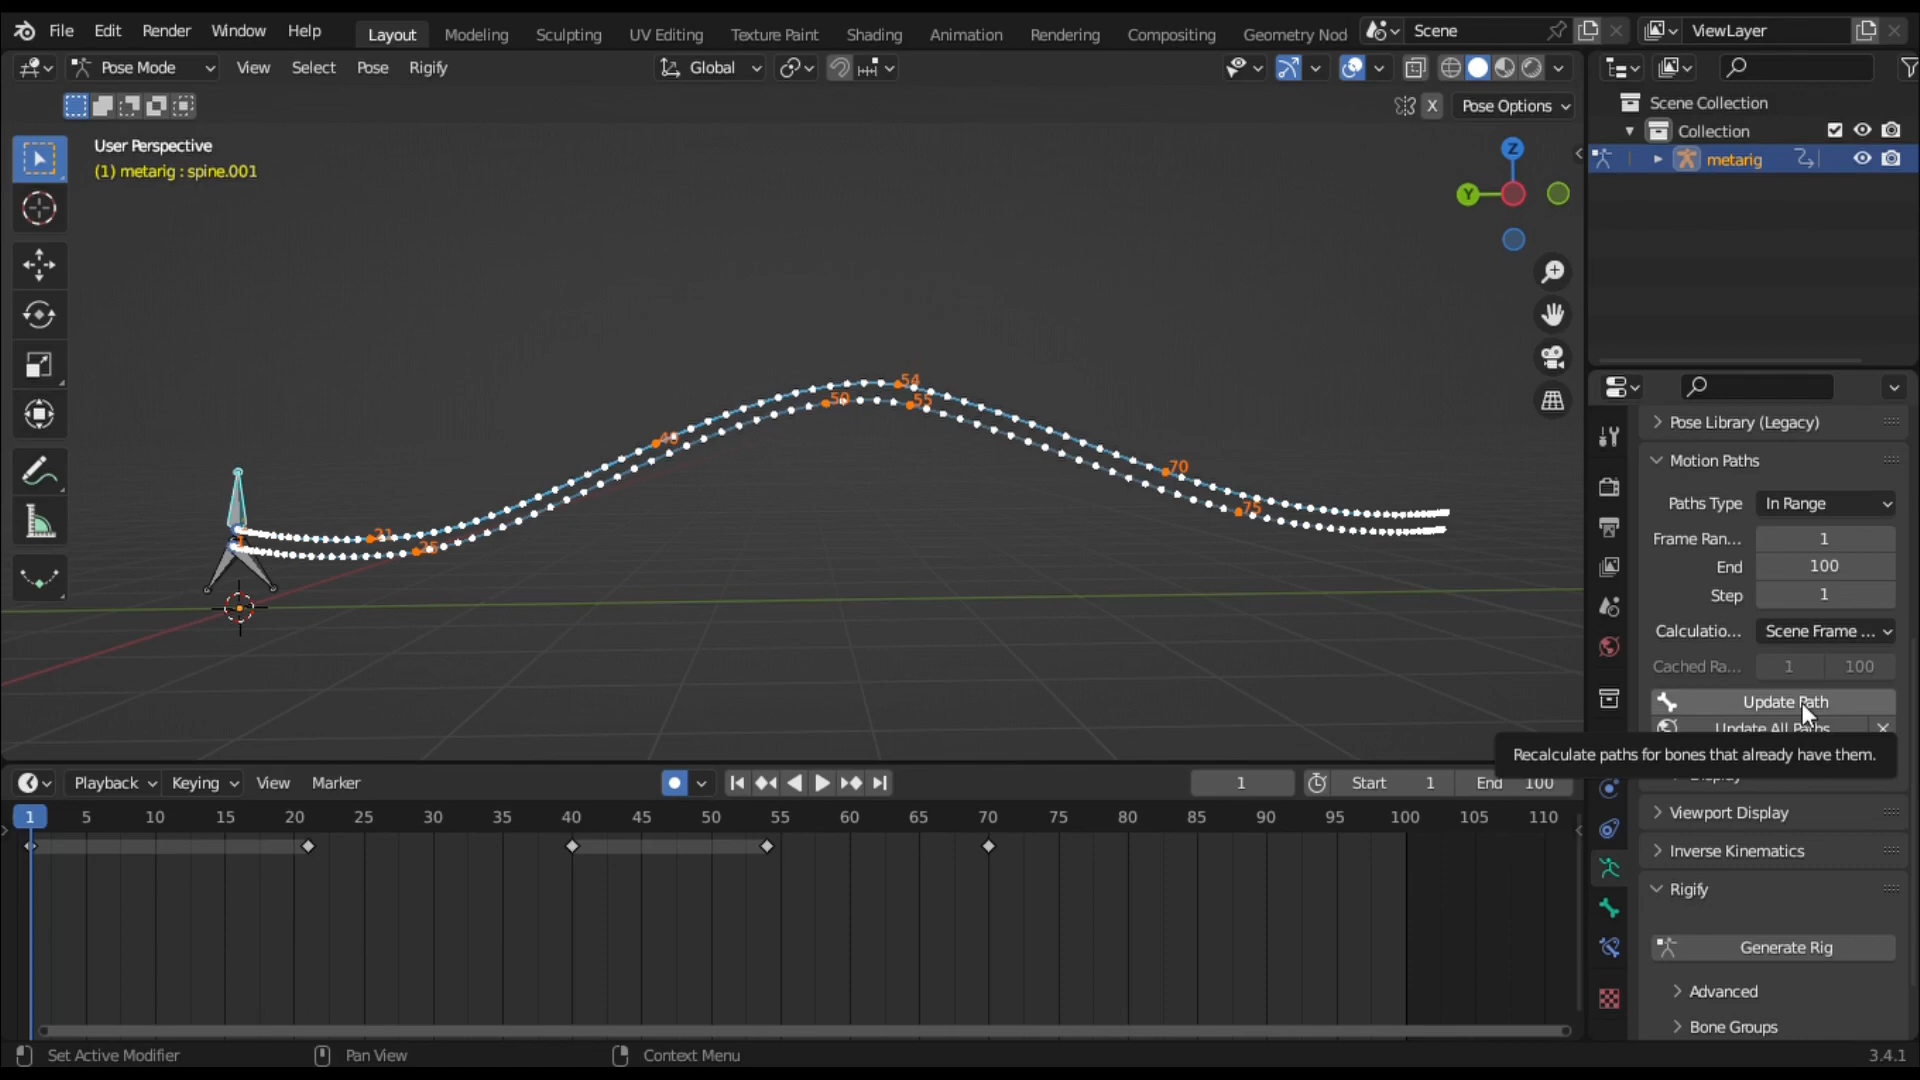 File Edit Render Window Help Layout Modeling Sculpting UV Editing Texture Paint Shading Animation Rendering Compositing Geometry Nod Scene ViewLayer
Pose Mode View Select Pose Rigify Global
X Pose Options
Scene Collection
Collection
metarig
User Perspective
(1) metarig : spine.001
Z
Y
54
50 55
40
70
75
21
25
1
Pose Library (Legacy)
Motion Paths
Paths Type In Range
Frame Ran... 1
End 100
Step 1
Calculatio... Scene Frame ...
Cached Ra... 1 100
Update Path
Update All Paths
Recalculate paths for bones that already have them.
Display
Viewport Display
Inverse Kinematics
Rigify
Generate Rig
Advanced
Bone Groups
Playback Keying View Marker 1 Start 1 End 100
1 5 10 15 20 25 30 35 40 45 50 55 60 65 70 75 80 85 90 95 100 105 110
Set Active Modifier Pan View Context Menu 3.4.1